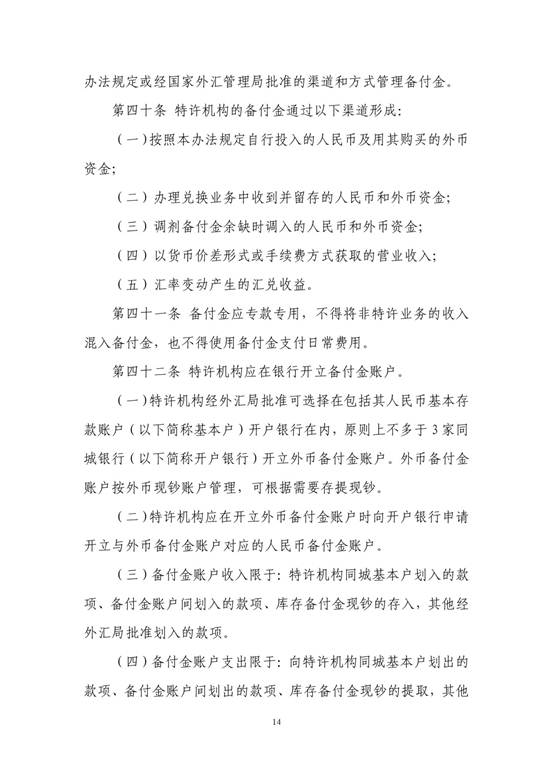 办法规定或经国家外汇管理局批准的渠道和方式管理备付金。
第四十条 特许机构的备付金通过以下渠道形成：
（一)按照本办法规定自行投入的人民币及用其购买的外币
资金；
（二）办理兑换业务中收到并留存的人民币和外币资金；
（三）调剂备付金余缺时调入的人民币和外币资金；
（四）以货币价差形式或手续费方式获取的营业收入；
（五）汇率变动产生的汇兑收益。
第四十一条 备付金应专款专用，不得将非特许业务的收入
混入备付金，也不得使用备付金支付日常费用。
第四十二条 特许机构应在银行开立备付金账户。
（一)特许机构经外汇局批准可选择在包括其人民币基本存
款账户（以下简称基本户）开户银行在内，原则上不多于 3 家同
城银行（以下简称开户银行）开立外币备付金账户。外币备付金
账户按外币现钞账户管理，可根据需要存提现钞。
（二)特许机构应在开立外币备付金账户时向开户银行申请
开立与外币备付金账户对应的人民币备付金账户。
（三）备付金账户收入限于：特许机构同城基本户划入的款
项、备付金账户间划入的款项、库存备付金现钞的存入，其他经
外汇局批准划入的款项。
（四）备付金账户支出限于：向特许机构同城基本户划出的
款项、备付金账户间划出的款项、库存备付金现钞的提取，其他
14